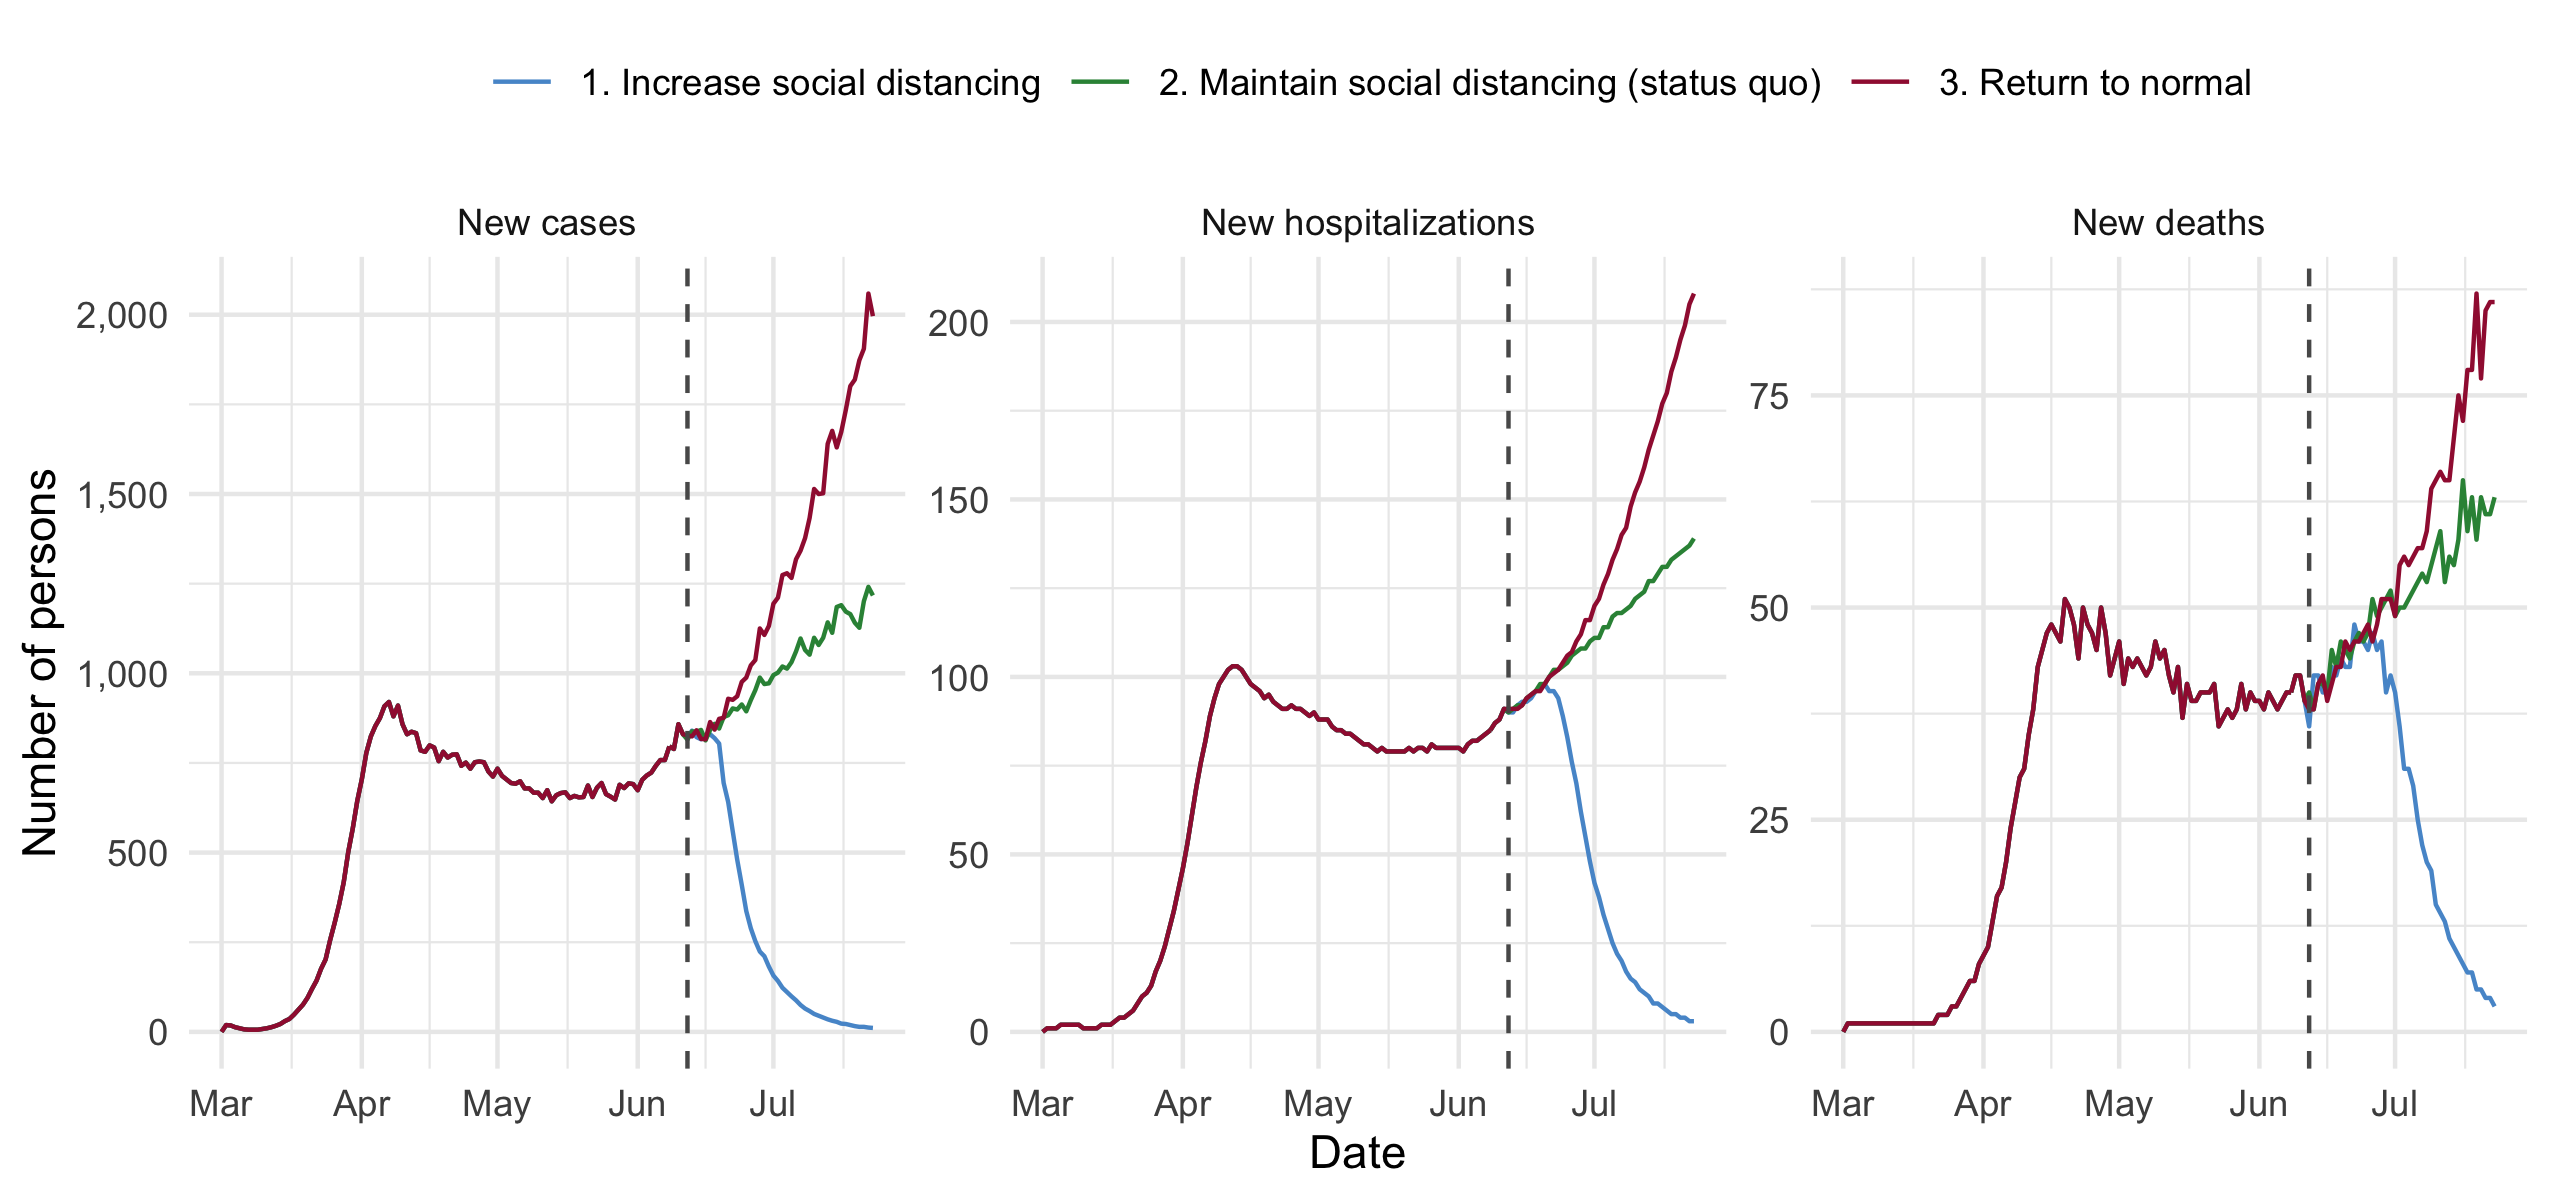 1. Increase social distancing 2. Maintain social distancing (status quo) 3. Return to normal
New cases New hospitalizations New deaths
Number of persons
2,000
1,500
1,000
500
0
Mar Apr May Jun Jul
200
150
100
50
0
Mar Apr May Jun Jul
75
50
25
0
Mar Apr May Jun Jul
Date